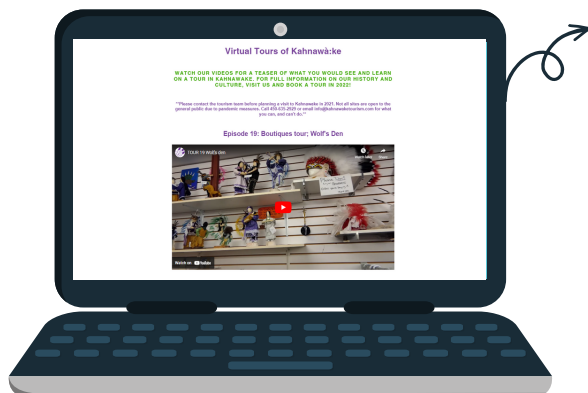 Virtual Tours of Kahnawà:ke
WATCH OUR VIDEOS FOR A TEASER OF WHAT YOU WOULD SEE AND LEARN
ON A TOUR IN KAHNAWAKE. FOR FULL INFORMATION ON OUR HISTORY AND
CULTURE, VISIT US AND BOOK A TOUR IN 2022!
**Please contact the tourism team before planning a visit to Kahnawake in 2021. Not all sites are open to the
general public due to pandemic measures. Call 450-635-2929 or email info@kahnawaketourism.com for what
you can, and can't do.**
Episode 19: Boutiques tour; Wolf's Den
TOUR 19 Wolf's den
Watch on YouTube